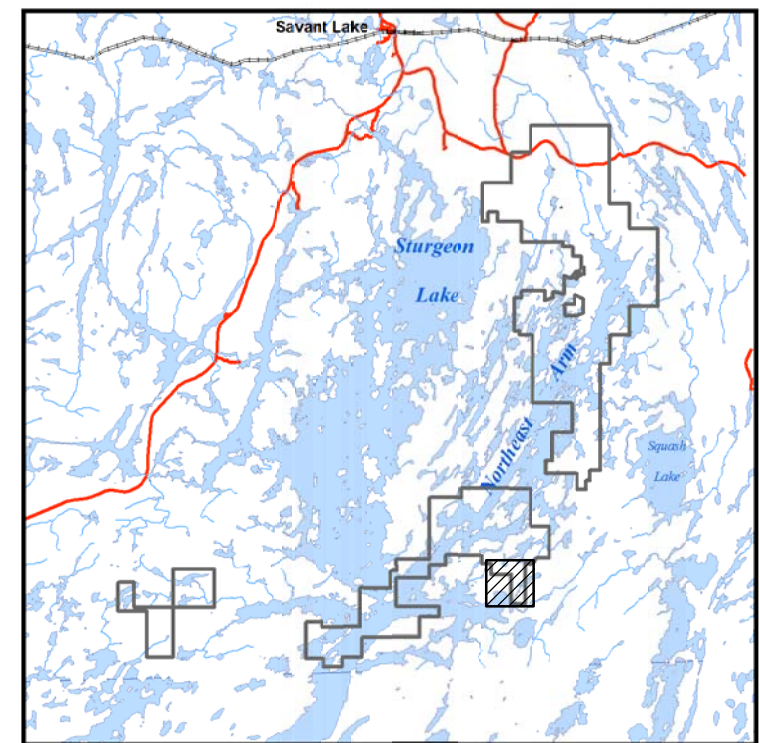 Savant Lake
Sturgeon
Lake
Northeast Arm
Squash
Lake